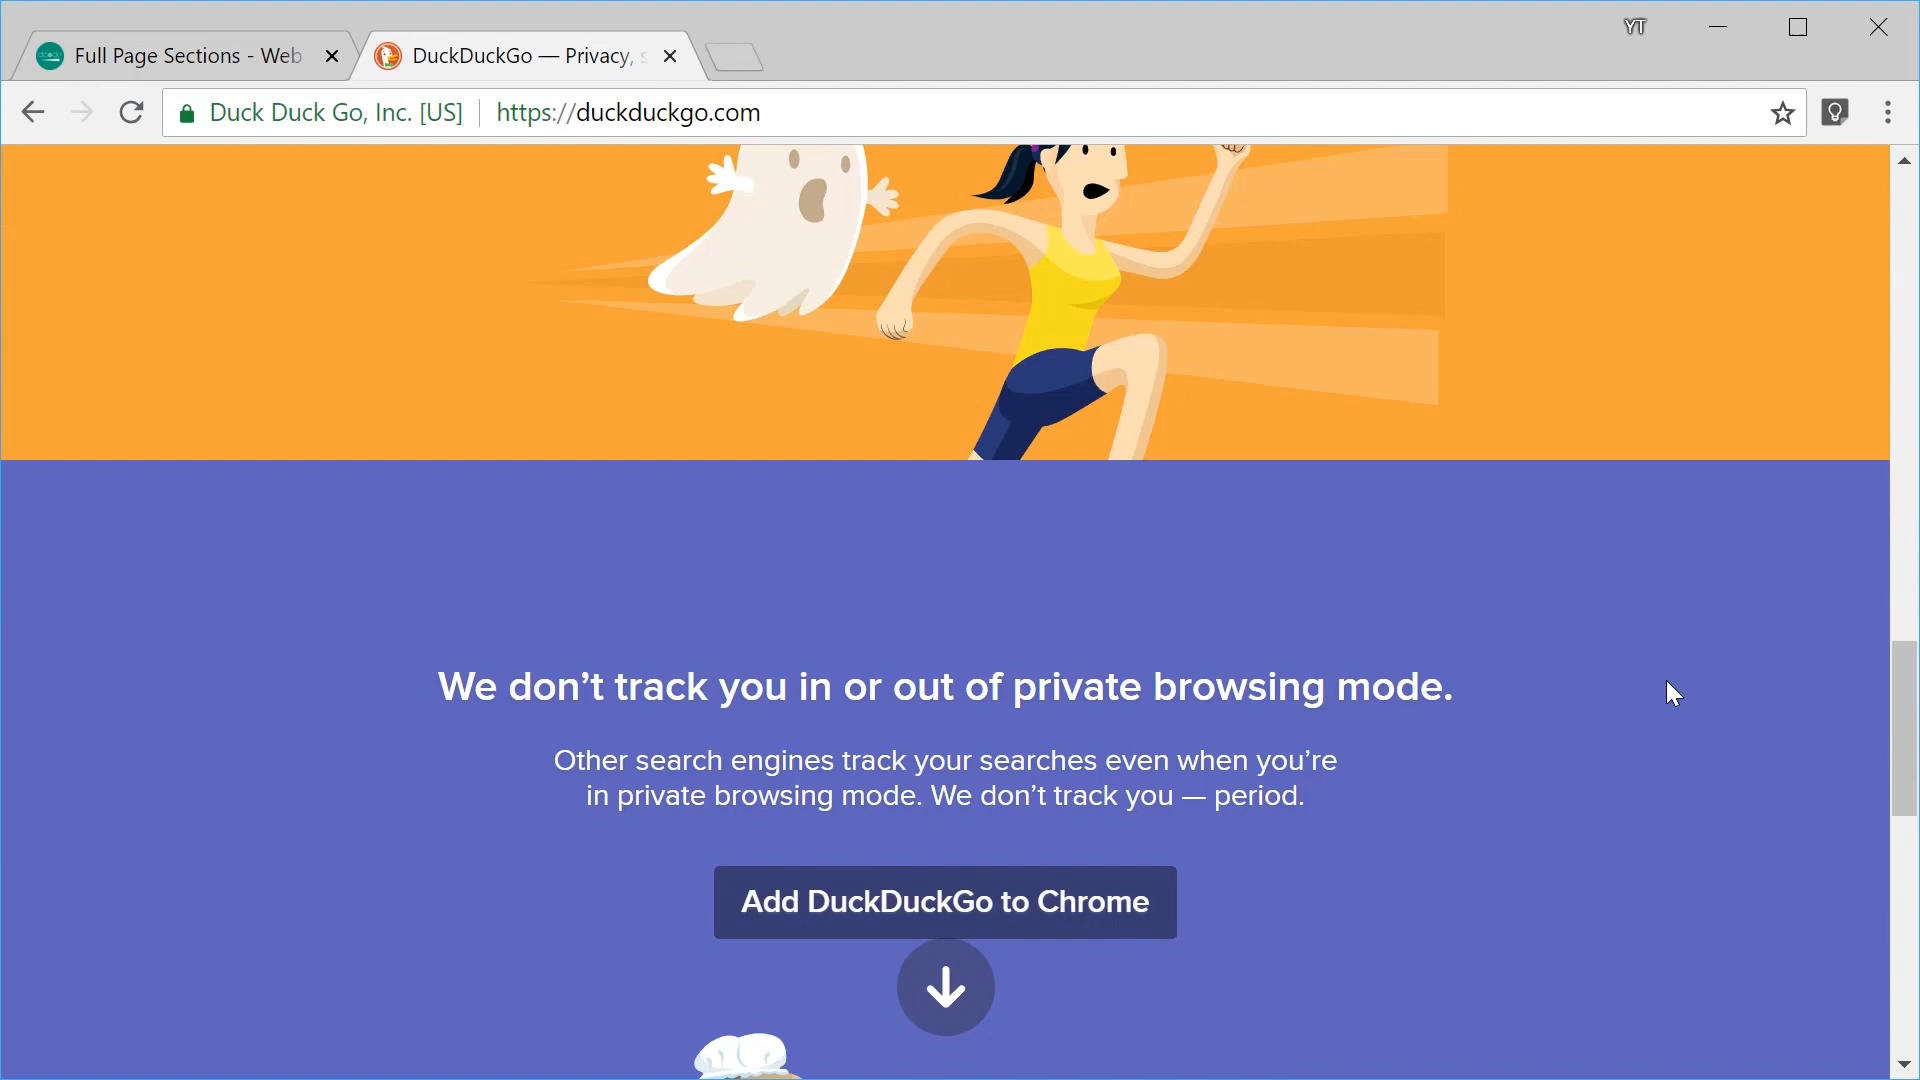 YT
Full Page Sections - Web
DuckDuckGo — Privacy, s
Duck Duck Go, Inc. [US]
https://duckduckgo.com
We don’t track you in or out of private browsing mode.
Other search engines track your searches even when you’re
in private browsing mode. We don’t track you — period.
Add DuckDuckGo to Chrome